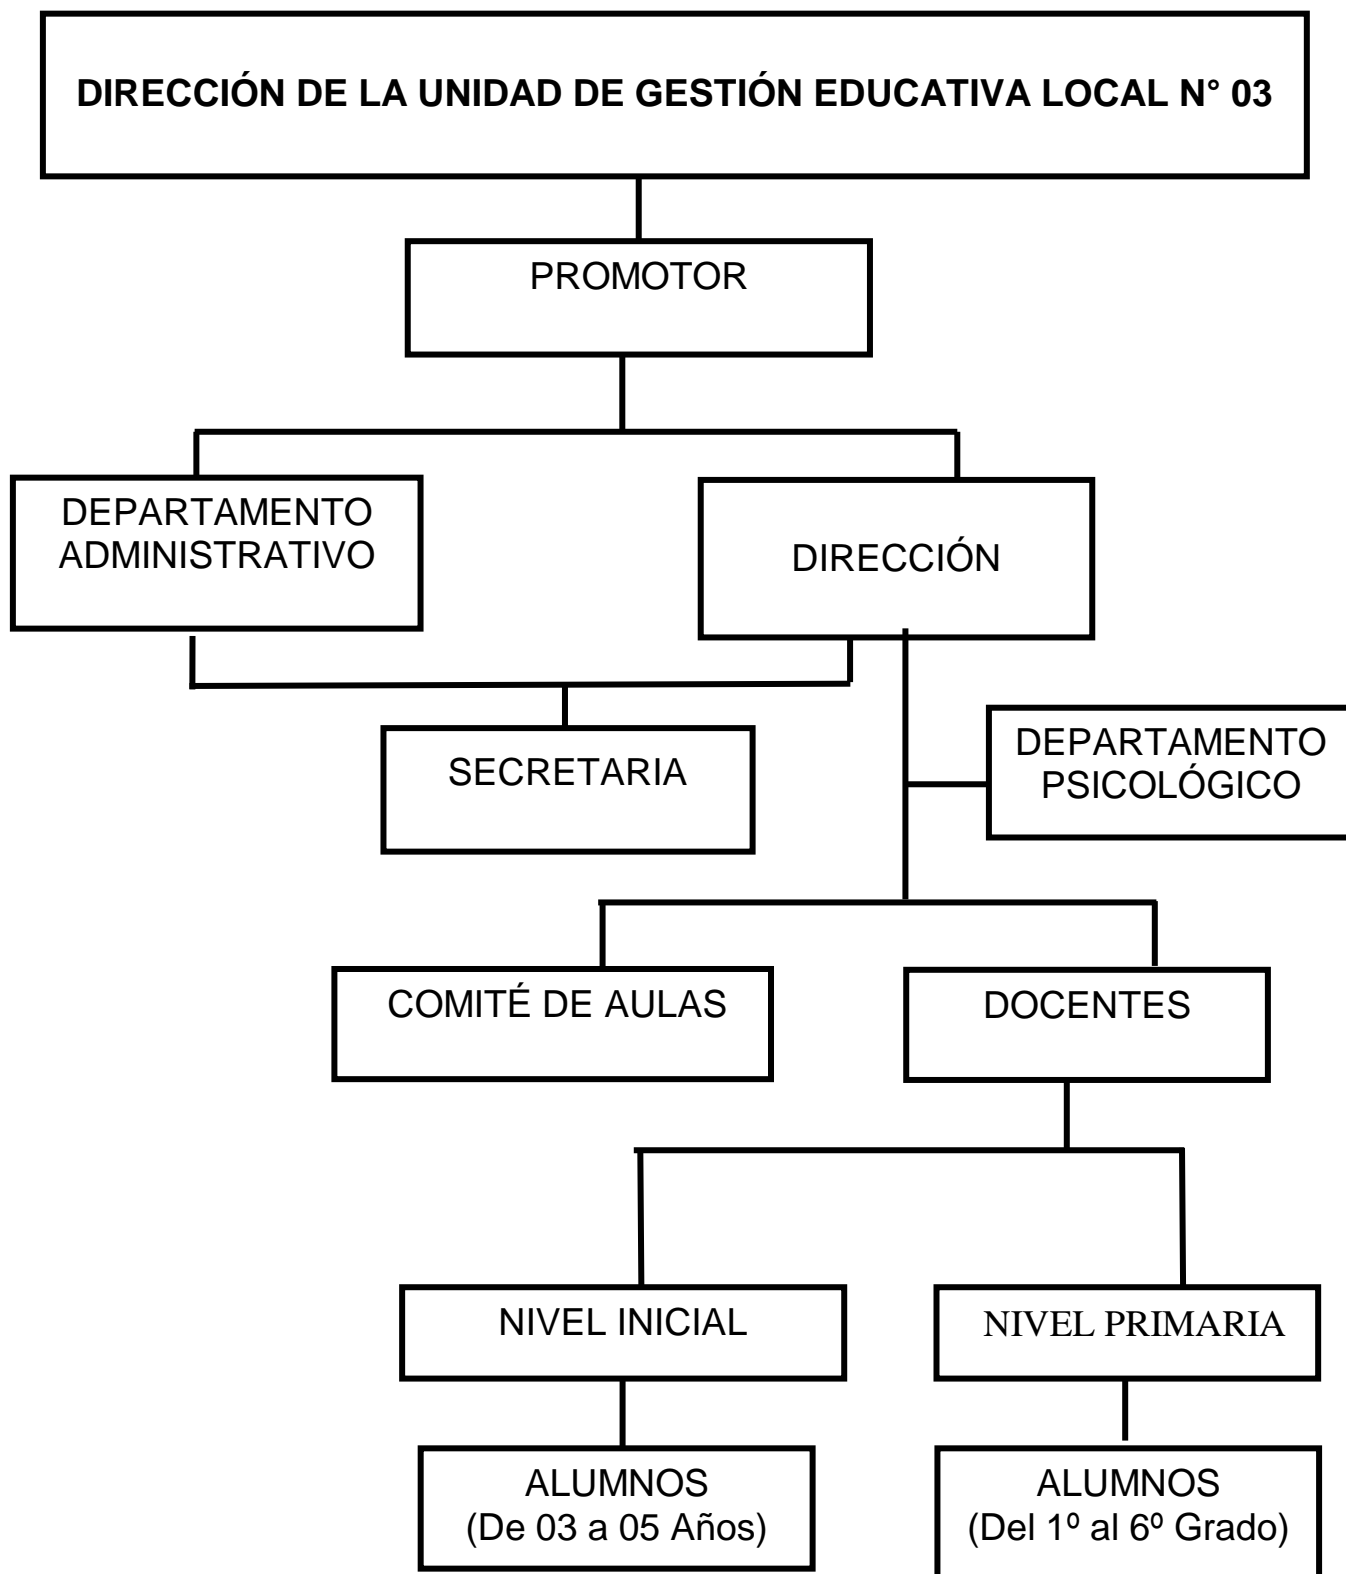 DIRECCIÓN DE LA UNIDAD DE GESTIÓN EDUCATIVA LOCAL N° 03
PROMOTOR
DEPARTAMENTO
ADMINISTRATIVO
DIRECCIÓN
SECRETARIA
DEPARTAMENTO
PSICOLÓGICO
COMITÉ DE AULAS
DOCENTES
NIVEL INICIAL
NIVEL PRIMARIA
ALUMNOS
(De 03 a 05 Años)
ALUMNOS
(Del 1º al 6º Grado)